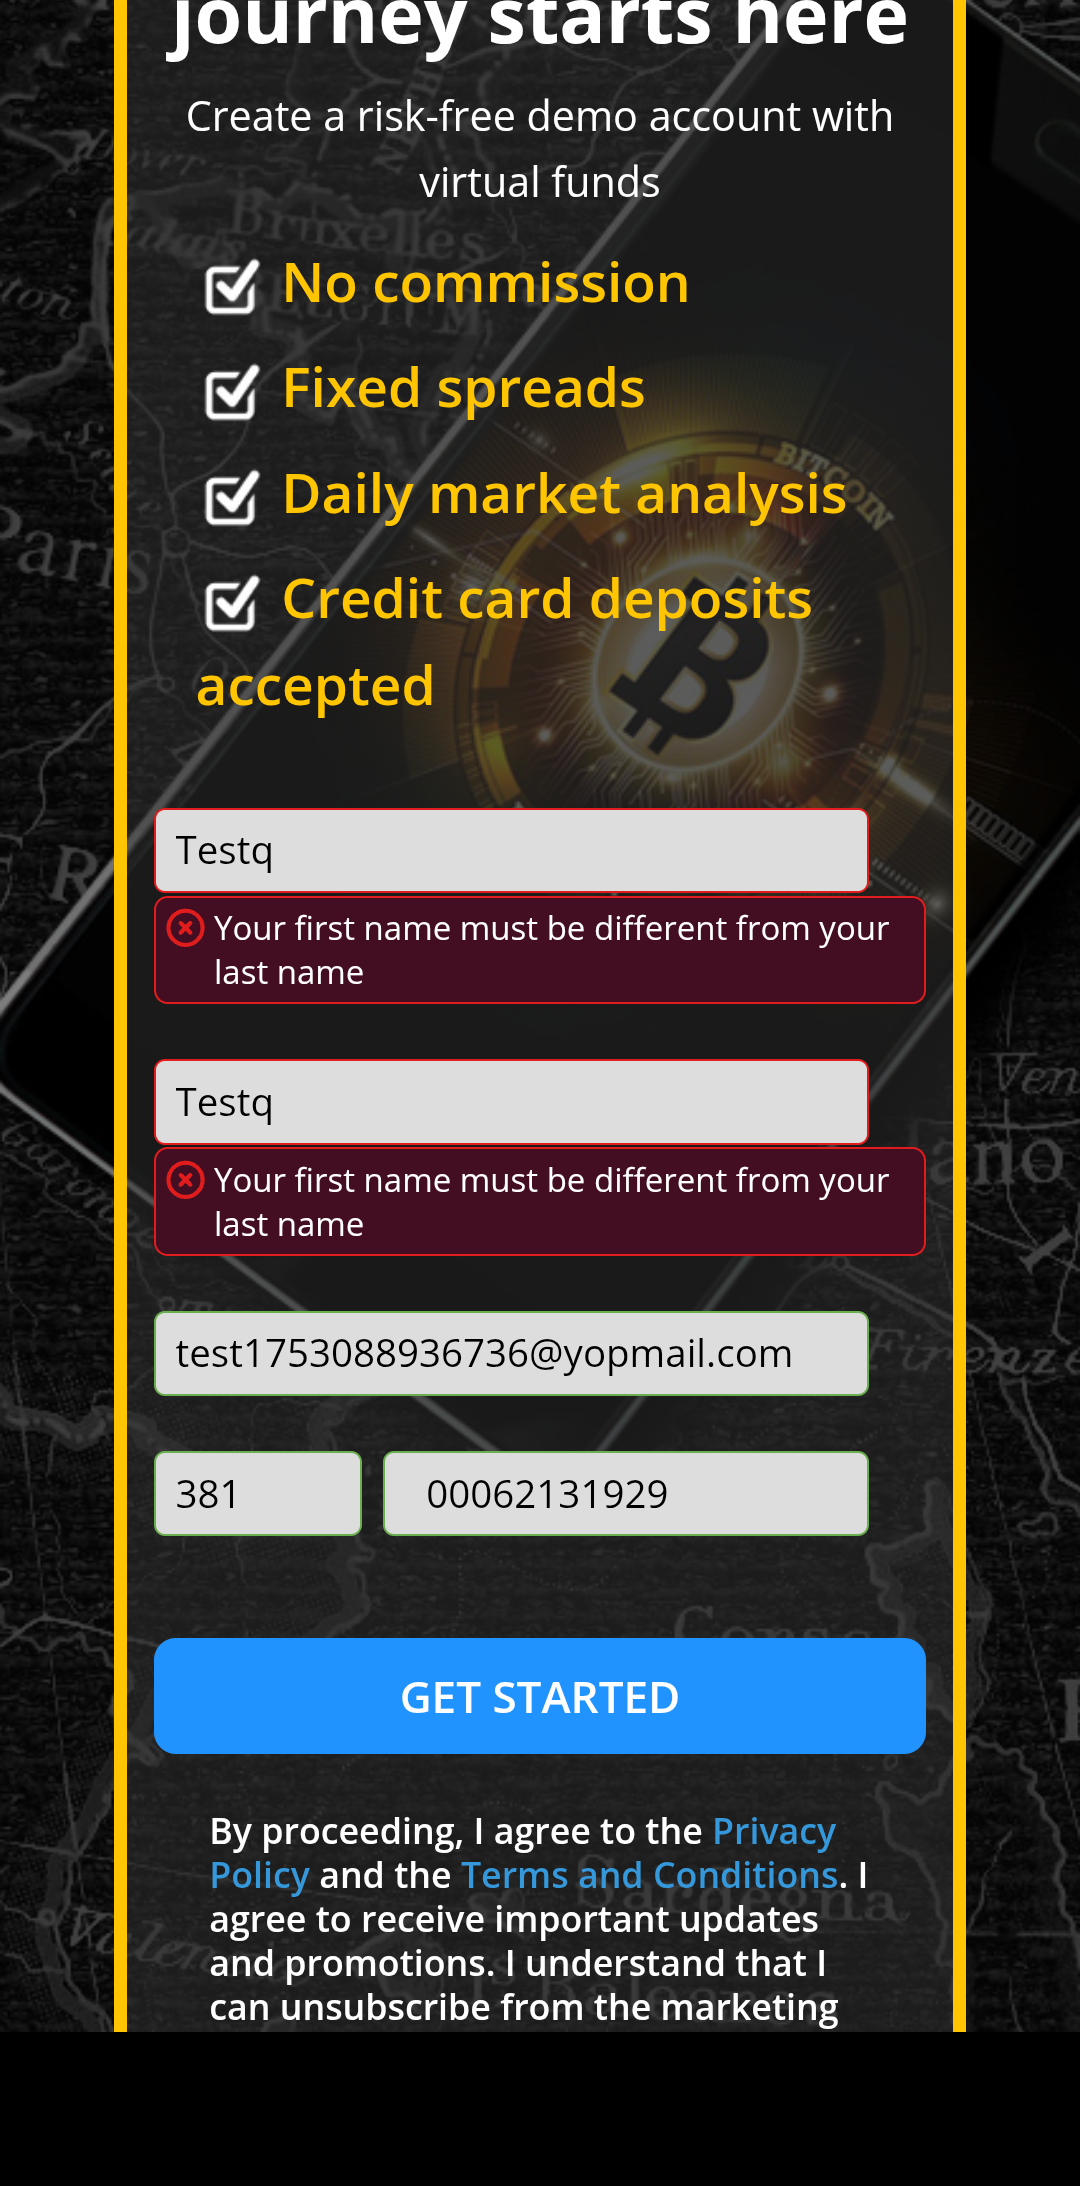 journey starts here
Create a risk-free demo account with
virtual funds
No commission
Fixed spreads
Daily market analysis
Credit card deposits
accepted
Bruxelles
BITCOIN
Paris
Testq
Your first name must be different from your
last name
Testq
Your first name must be different from your
last name
test1753088936736@yopmail.com
381 00062131929
Firenze
GET STARTED
By proceeding, I agree to the Privacy
Policy and the Terms and Conditions. I
agree to receive important updates
and promotions. I understand that I
can unsubscribe from the marketing